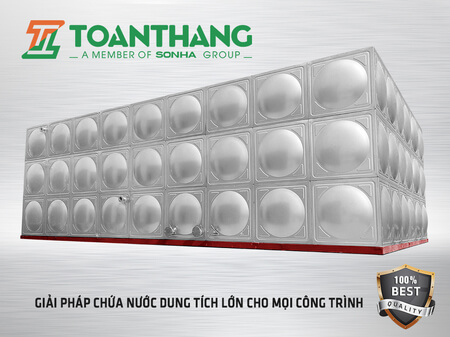 TOANTHANG
A MEMBER OF SONHA GROUP
GIẢI PHÁP CHỨA NƯỚC DUNG TÍCH LỚN CHO MỌI CÔNG TRÌNH
100%
BEST
QUALITY